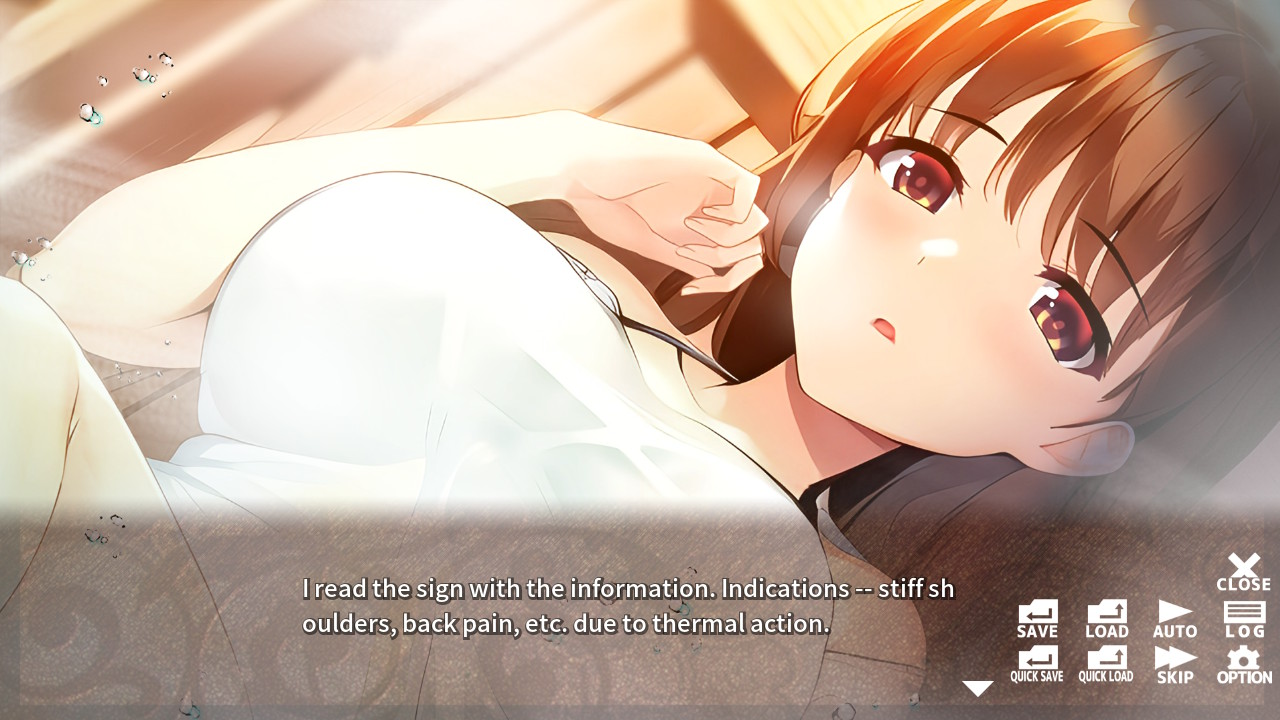 I read the sign with the information. Indications -- stiff sh
oulders, back pain, etc. due to thermal action.
CLOSE
SAVE
LOAD
AUTO
LOG
QUICK SAVE
QUICK LOAD
SKIP
OPTION